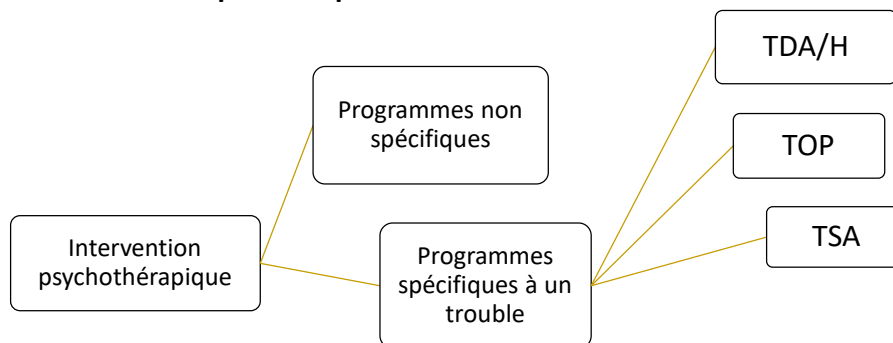 TDA/H
Programmes non
spécifiques
TOP
TSA
Intervention
psychothérapique
Programmes
spécifiques à un
trouble